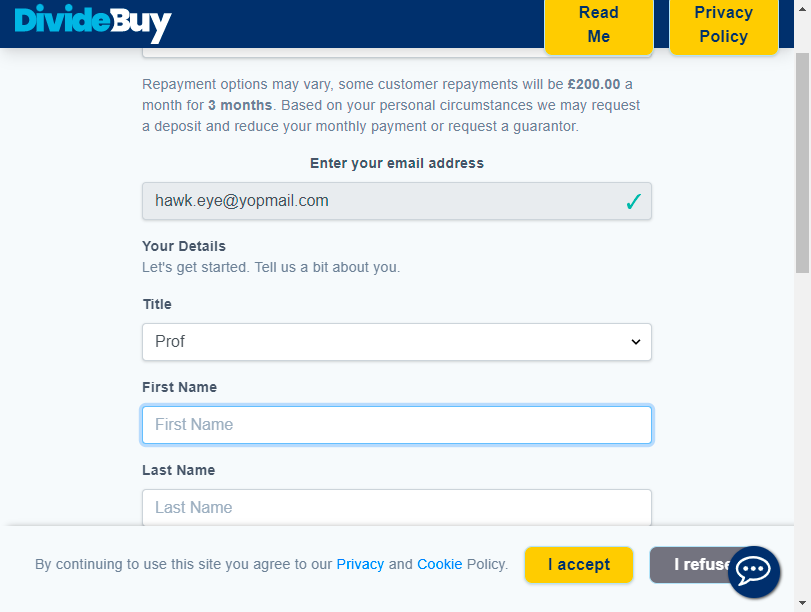 DivideBuy
Read
Me
Privacy
Policy
Repayment options may vary, some customer repayments will be £200.00 a
month for 3 months. Based on your personal circumstances we may request
a deposit and reduce your monthly payment or request a guarantor.
Enter your email address
hawk.eye@yopmail.com
Your Details
Let's get started. Tell us a bit about you.
Title
Prof
First Name
First Name
Last Name
Last Name
By continuing to use this site you agree to our Privacy and Cookie Policy.
I accept
I refuse